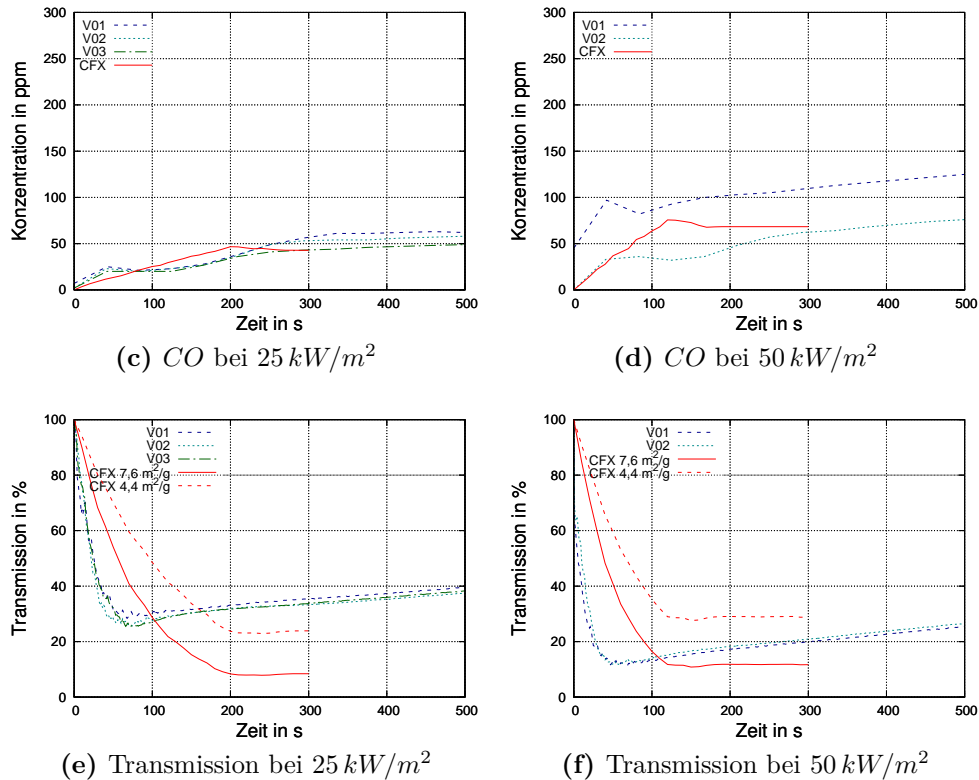 300
250
200
150
100
50
0
Konzentration in ppm
V01
V02
V03
CFX
0 100 200 300 400 500
Zeit in s
(c) CO bei 25 kW/m²
300
250
200
150
100
50
0
Konzentration in ppm
V01
V02
CFX
0 100 200 300 400 500
Zeit in s
(d) CO bei 50 kW/m²
100
80
60
40
20
0
Transmission in %
V01
V02
V03
CFX 7,6 m²/g
CFX 4,4 m²/g
0 100 200 300 400 500
Zeit in s
(e) Transmission bei 25 kW/m²
100
80
60
40
20
0
Transmission in %
V01
V02
CFX 7,6 m²/g
CFX 4,4 m²/g
0 100 200 300 400 500
Zeit in s
(f) Transmission bei 50 kW/m²